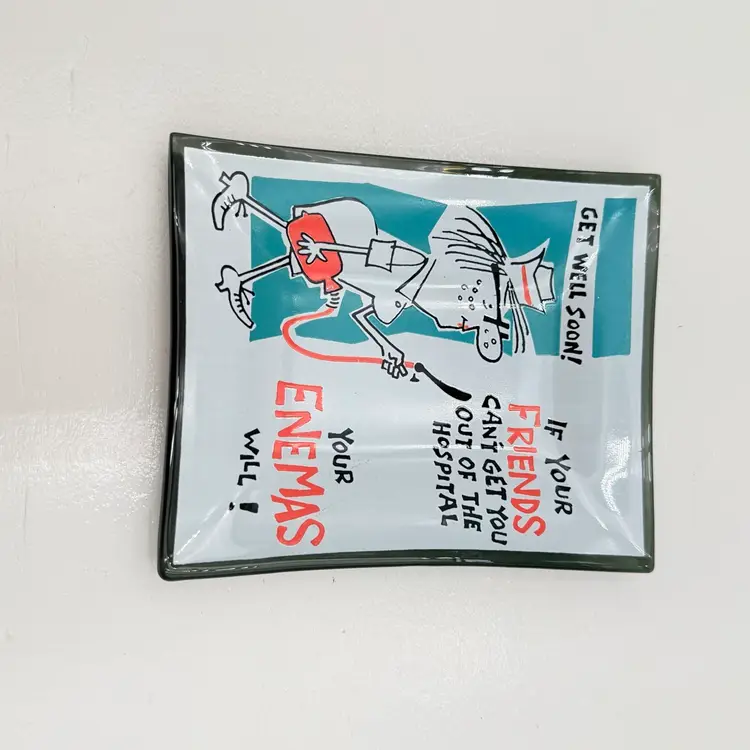 GET WELL SOON!
IF YOUR
FRIENDS
CAN'T GET YOU
OUT OF THE
HOSPITAL
YOUR
ENEMAS
WILL!